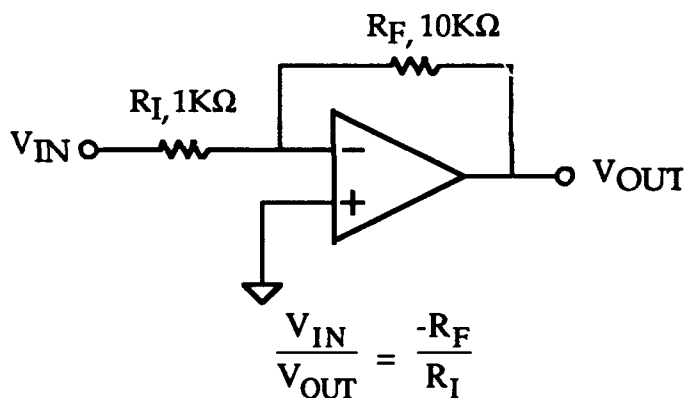 RF, 10KΩ
RI, 1KΩ
VIN
−
+
VOUT
VIN / VOUT = -RF / RI